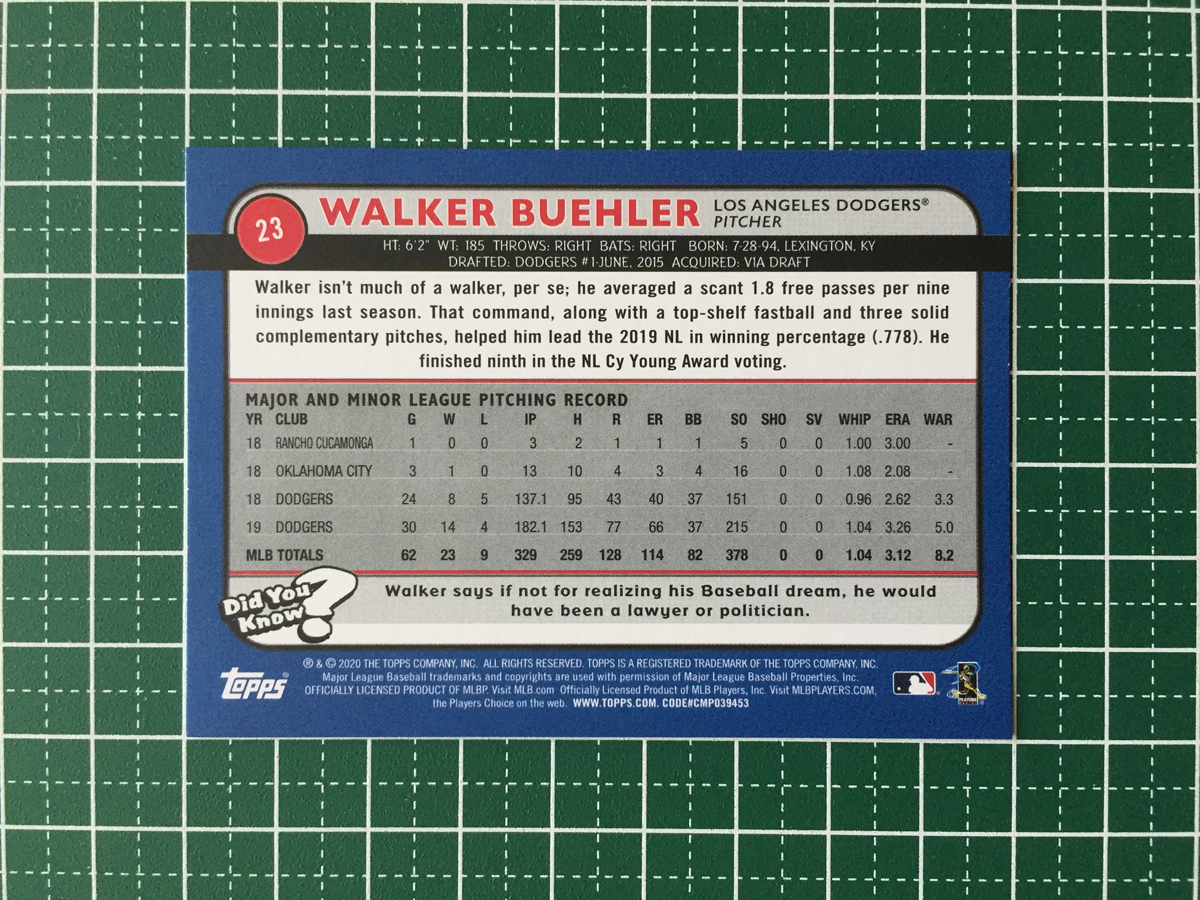 23
WALKER BUEHLER LOS ANGELES DODGERS®
PITCHER
HT: 6'2" WT: 185 THROWS: RIGHT BATS: RIGHT BORN: 7-28-94, LEXINGTON, KY
DRAFTED: DODGERS #1-JUNE, 2015 ACQUIRED: VIA DRAFT
Walker isn't much of a walker, per se; he averaged a scant 1.8 free passes per nine
innings last season. That command, along with a top-shelf fastball and three solid
complementary pitches, helped him lead the 2019 NL in winning percentage (.778). He
finished ninth in the NL Cy Young Award voting.
MAJOR AND MINOR LEAGUE PITCHING RECORD
YR CLUB G W L IP H R ER BB SO SHO SV WHIP ERA WAR
18 RANCHO CUCAMONGA 1 0 0 3 2 1 1 1 5 0 0 1.00 3.00 -
18 OKLAHOMA CITY 3 1 0 13 10 4 3 4 16 0 0 1.08 2.08 -
18 DODGERS 24 8 5 137.1 95 43 40 37 151 0 0 0.96 2.62 3.3
19 DODGERS 30 14 4 182.1 153 77 66 37 215 0 0 1.04 3.26 5.0
MLB TOTALS 62 23 9 329 259 128 114 82 378 0 0 1.04 3.12 8.2
Did You
Know?
Walker says if not for realizing his Baseball dream, he would
have been a lawyer or politician.
Topps®
® & © 2020 THE TOPPS COMPANY, INC. ALL RIGHTS RESERVED. TOPPS IS A REGISTERED TRADEMARK OF THE TOPPS COMPANY, INC.
Major League Baseball trademarks and copyrights are used with permission of Major League Baseball Properties, Inc.
OFFICIALLY LICENSED PRODUCT OF MLBP. Visit MLB.com Officially Licensed Product of MLB Players, Inc. Visit MLBPLAYERS.COM,
the Players Choice on the web. WWW.TOPPS.COM. CODE#CMP039453